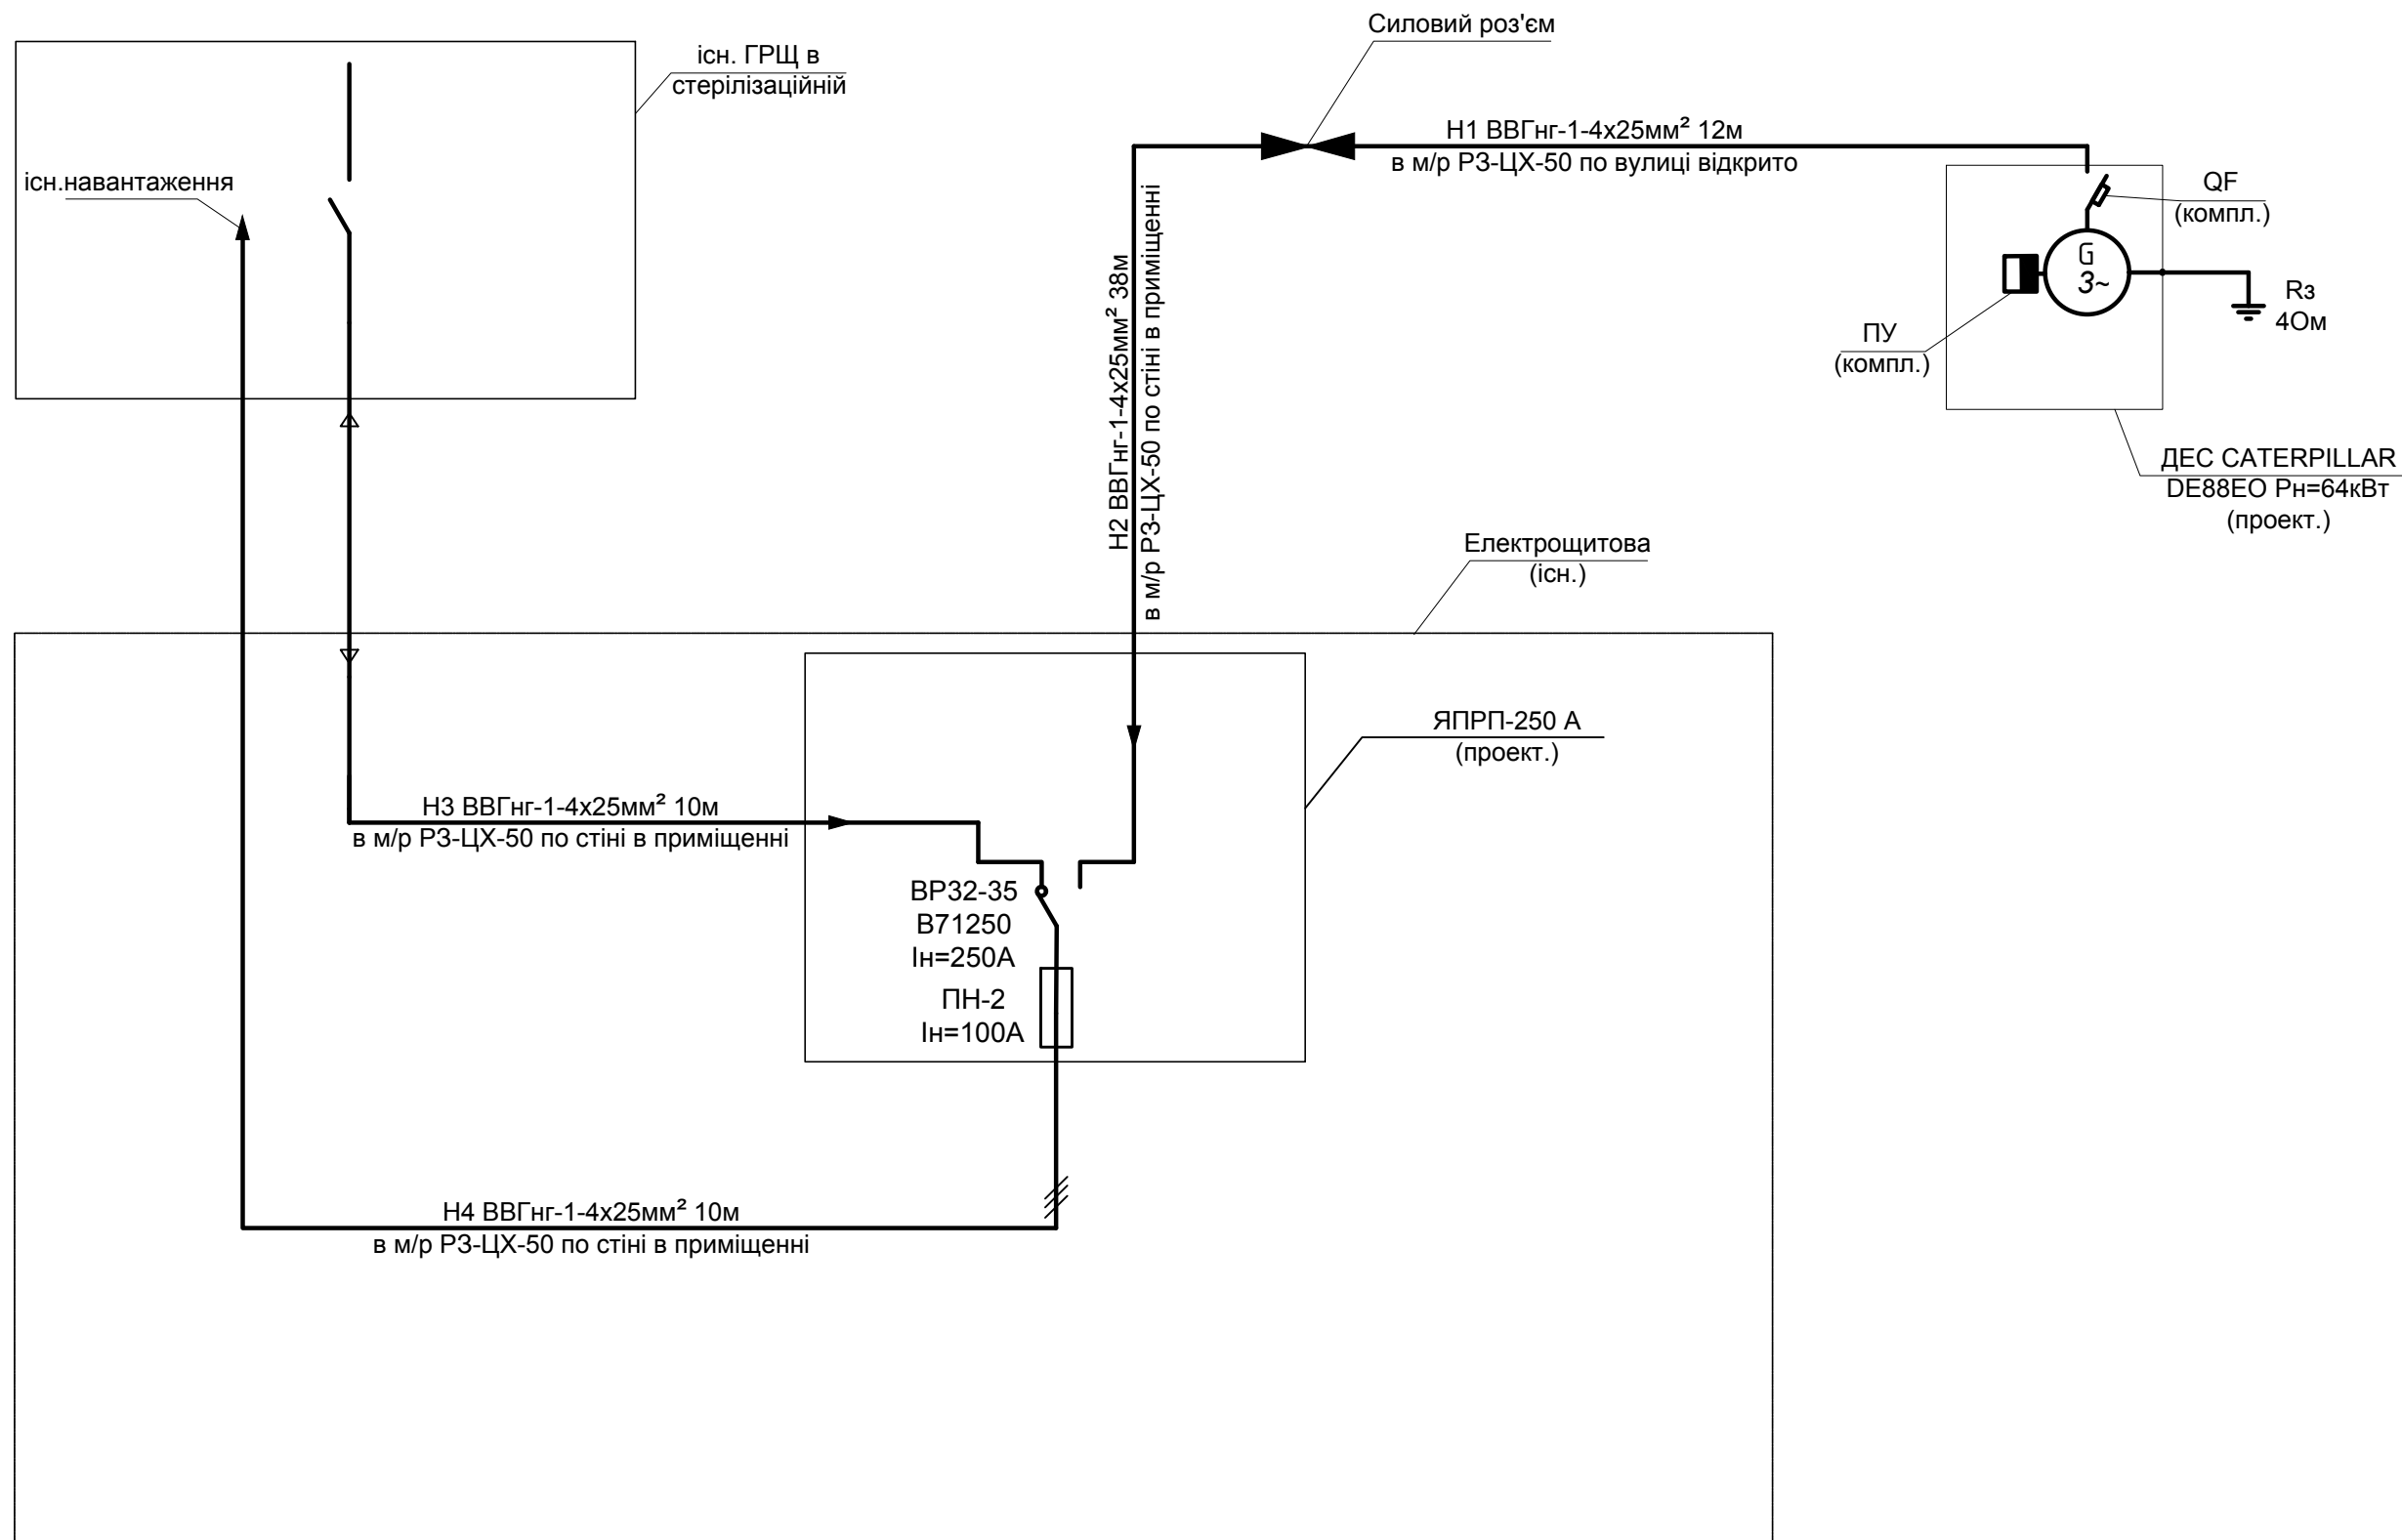 Силовий роз'єм
існ. ГРЩ в
стерілізаційній
Н1 ВВГнг-1-4х25мм² 12м
в м/р РЗ-ЦХ-50 по вулиці відкрито
існ.навантаження
QF
(компл.)
G
3~
Rз
4Ом
ПУ
(компл.)
Н2 ВВГнг-1-4х25мм² 38м
в м/р РЗ-ЦХ-50 по стіні в приміщенні
ДЕС CATERPILLAR
DE88EO Рн=64кВт
(проект.)
Електрощитова
(існ.)
ЯПРП-250 А
(проект.)
Н3 ВВГнг-1-4х25мм² 10м
в м/р РЗ-ЦХ-50 по стіні в приміщенні
ВР32-35
В71250
Ін=250А
ПН-2
Ін=100А
Н4 ВВГнг-1-4х25мм² 10м
в м/р РЗ-ЦХ-50 по стіні в приміщенні